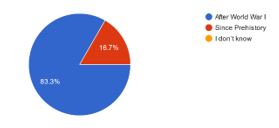 After World War I
Since Prehistory
I don't know
16.7%
83.3%